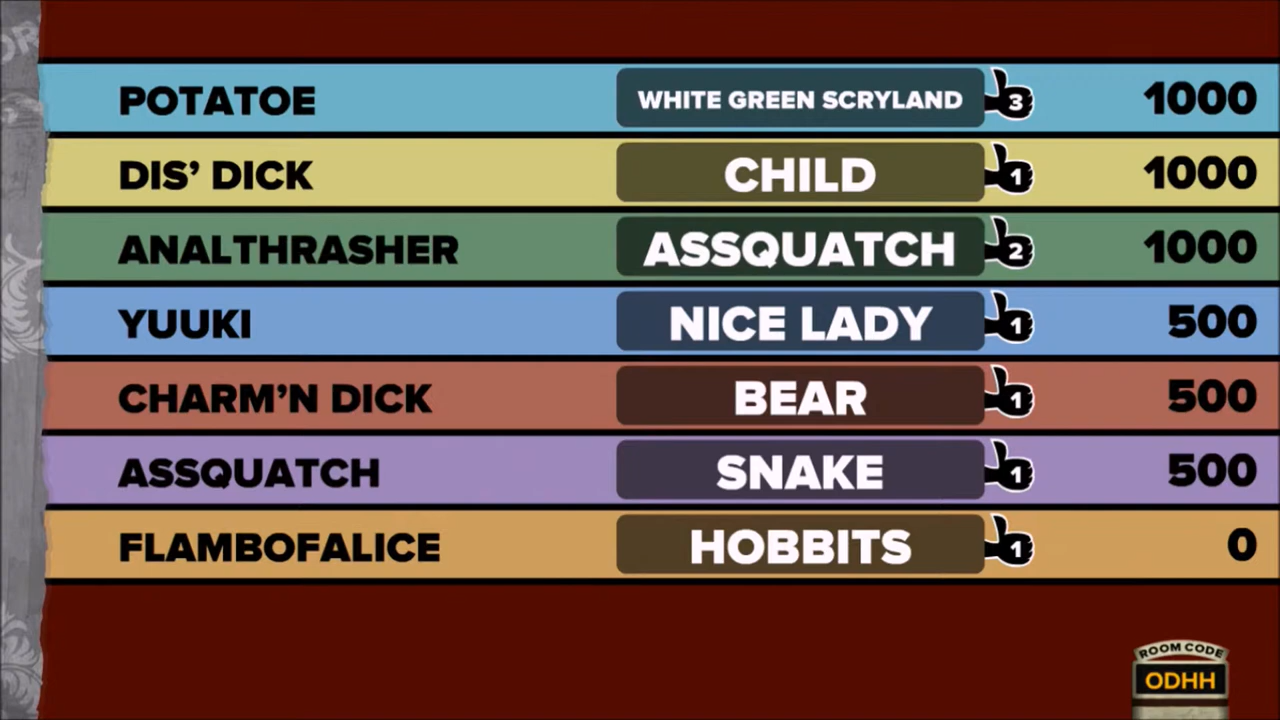 POTATOE WHITE GREEN SCRYLAND 3 1000
DIS’ DICK CHILD 1 1000
ANALTHRASHER ASSQUATCH 2 1000
YUUKI NICE LADY 1 500
CHARM’N DICK BEAR 1 500
ASSQUATCH SNAKE 1 500
FLAMBOFALICE HOBBITS 1 0
ROOM CODE
ODHH